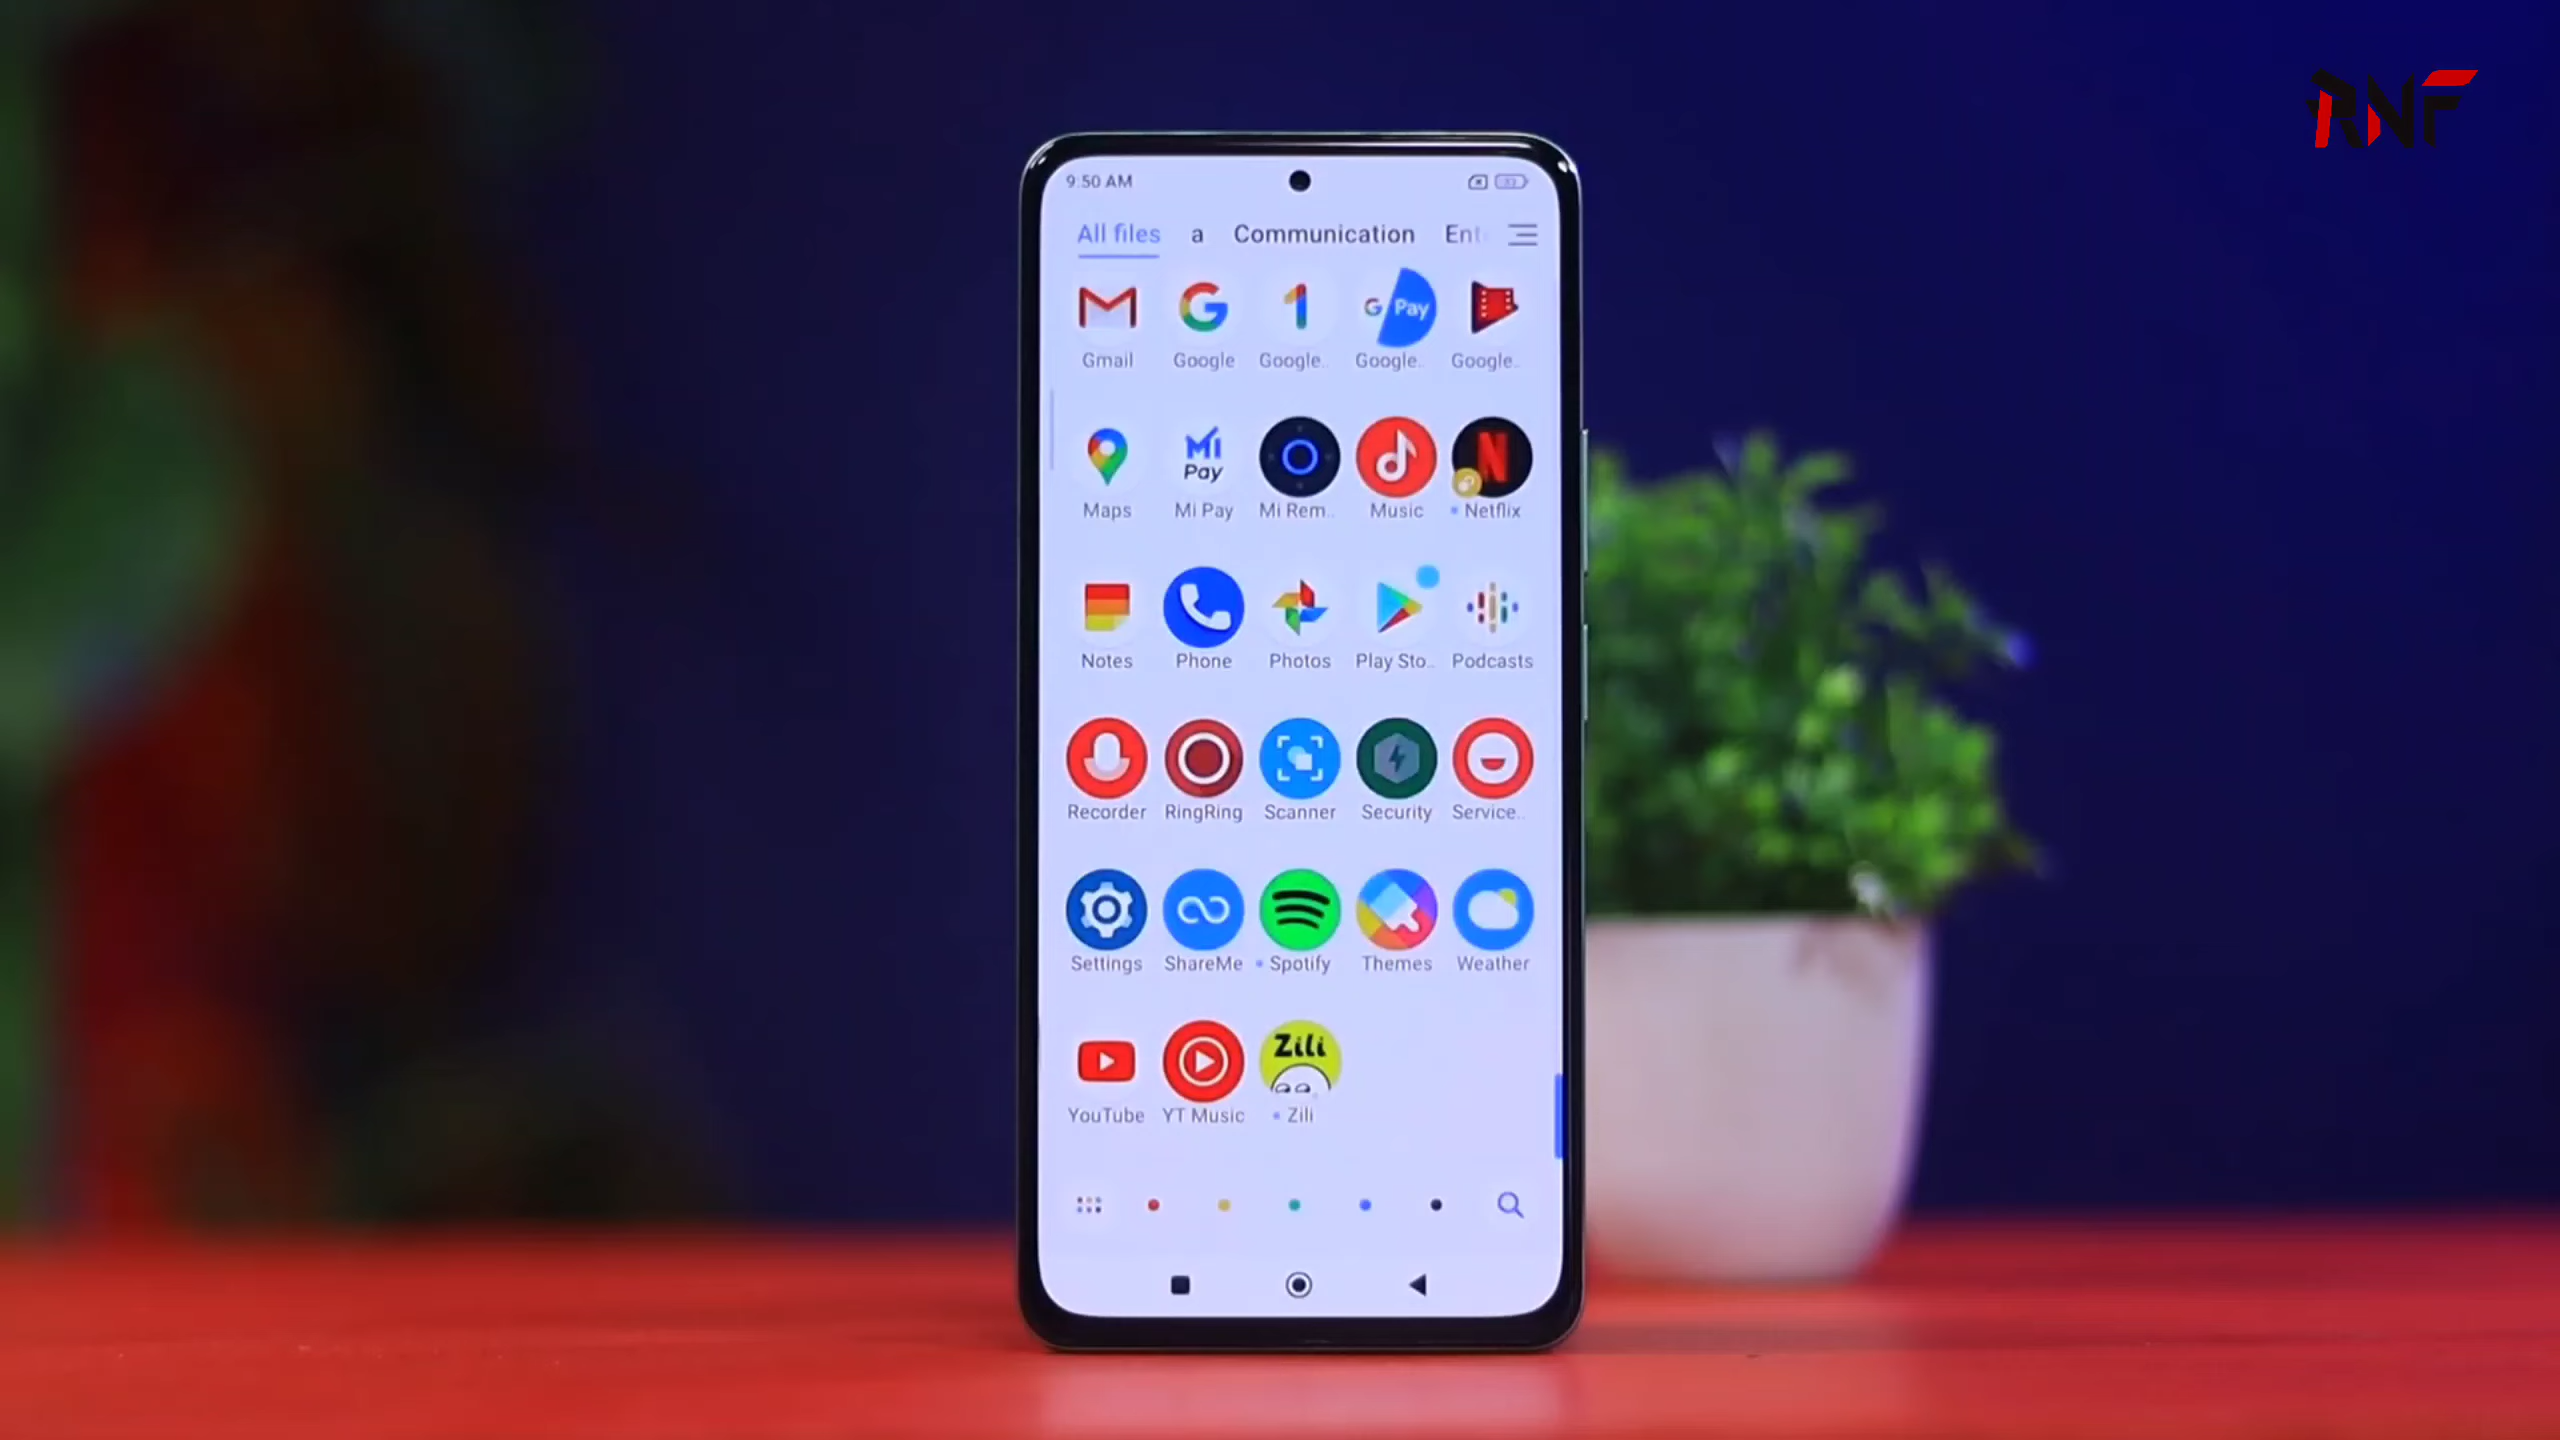 RNF
9:50 AM
All files a Communication Ent
Pay
Gmail Google Google.. Google.. Google..
Mi Pay
Maps Mi Pay Mi Rem.. Music Netflix
Notes Phone Photos Play Sto.. Podcasts
Recorder RingRing Scanner Security Service..
Settings ShareMe Spotify Themes Weather
Zili
YouTube YT Music Zili